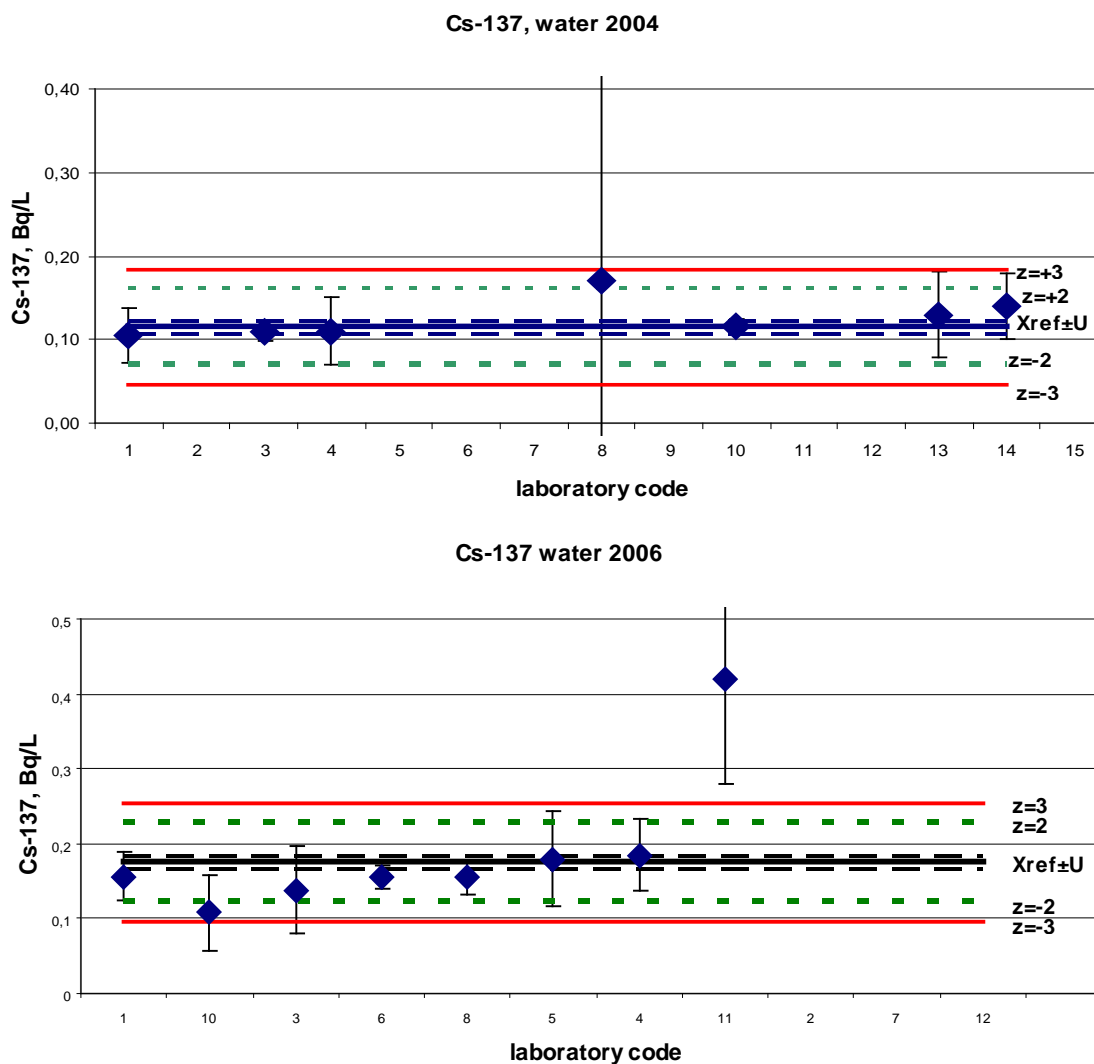 Cs-137, water 2004
Cs-137, Bq/L
0,40
0,30
0,20
0,10
0,00
z=+3
z=+2
Xref±U
z=-2
z=-3
1 2 3 4 5 6 7 8 9 10 11 12 13 14 15
laboratory code
Cs-137 water 2006
Cs-137, Bq/L
0,5
0,4
0,3
0,2
0,1
0
z=3
z=2
Xref±U
z=-2
z=-3
1 10 3 6 8 5 4 11 2 7 12
laboratory code